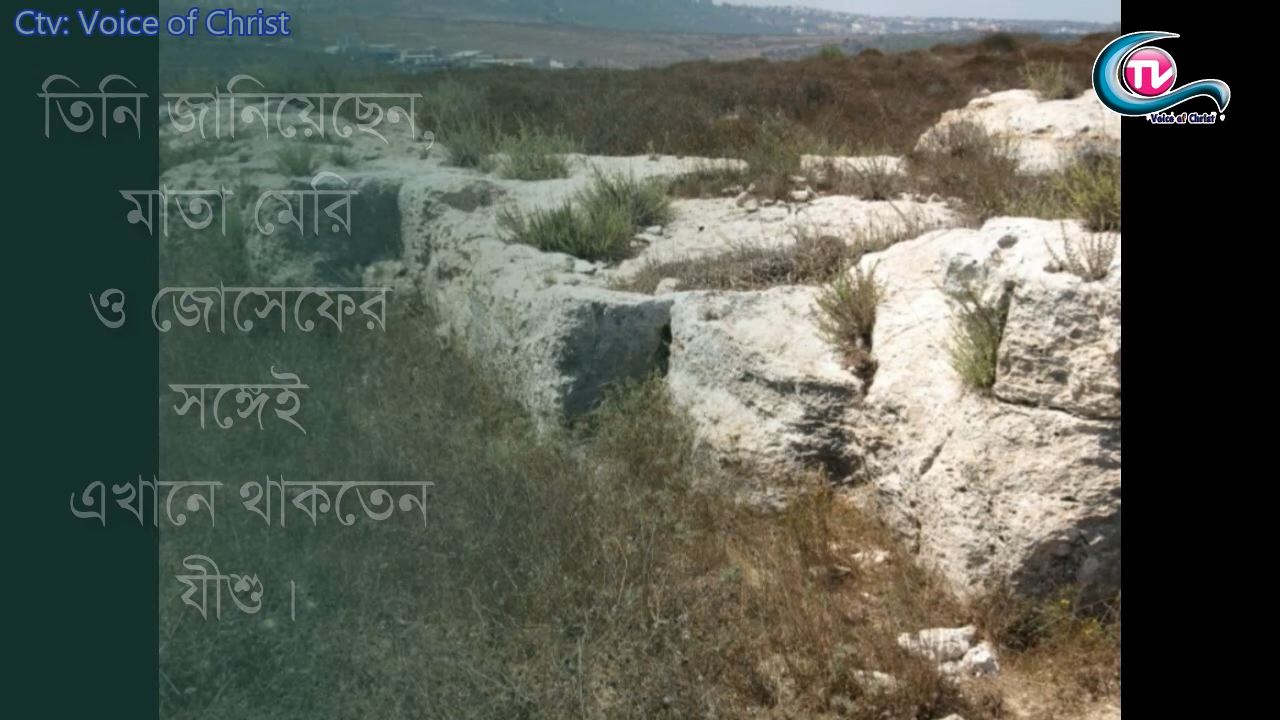 Ctv: Voice of Christ
TV
Voice of Christ
তিনি জানিয়েছেন,
মাতা মেরি
ও জোসেফের
সঙ্গেই
এখানে থাকতেন
যীশু।